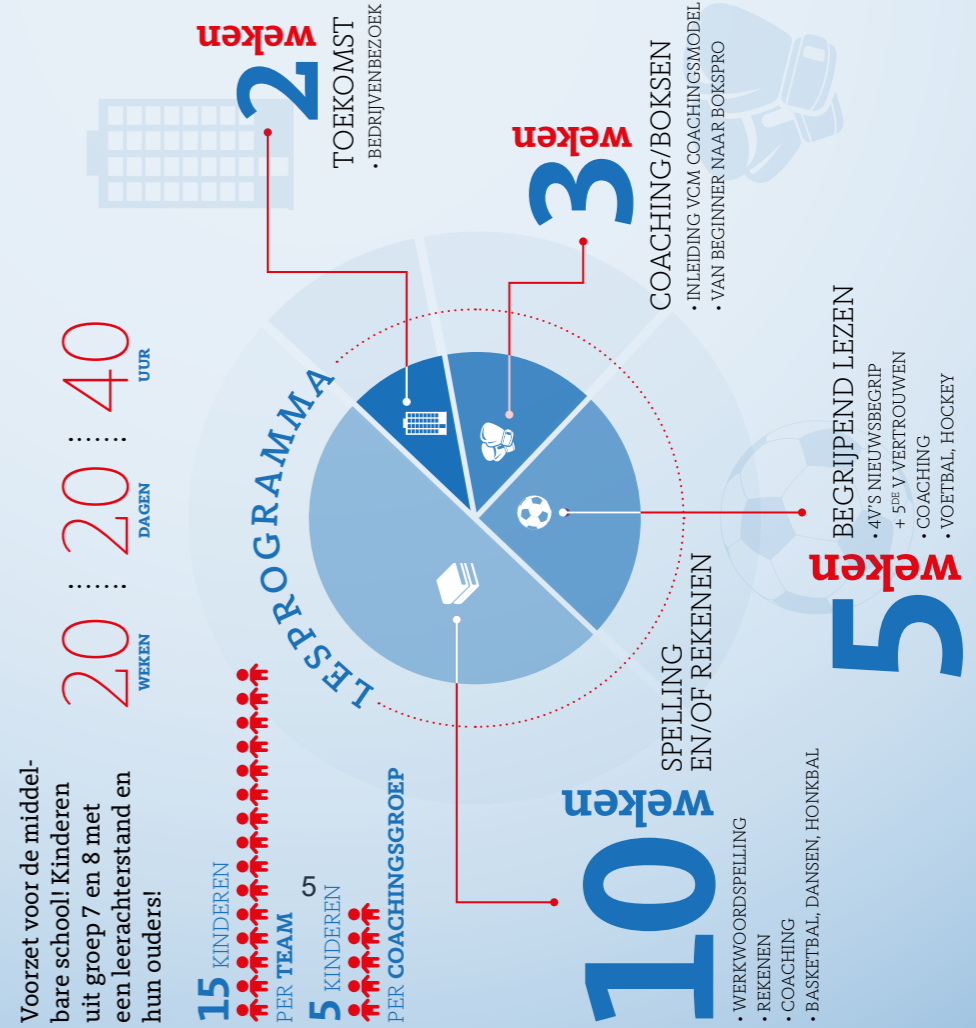 Voorzet voor de middel-
bare school! Kinderen
uit groep 7 en 8 met
een leerachterstand en
hun ouders!
20 : 20 : 40
WEKEN DAGEN UUR
15 KINDEREN
PER TEAM
5
5 KINDEREN
PER COACHINGSGROEP
LESPROGRAMMA
2 weken
TOEKOMST
• BEDRIJVENBEZOEK
3 weken
COACHING/BOKSEN
• INLEIDING VCM COACHINGSMODEL
• VAN BEGINNER NAAR BOKSPRO
5 weken
BEGRIJPEND LEZEN
• 4V'S NIEUWSBEGRIP
+ 5DE V VERTROUWEN
• COACHING
• VOETBAL, HOCKEY
10 weken
SPELLING
EN/OF REKENEN
• WERKWOORDSPELLING
• REKENEN
• COACHING
• BASKETBAL, DANSEN, HONKBAL